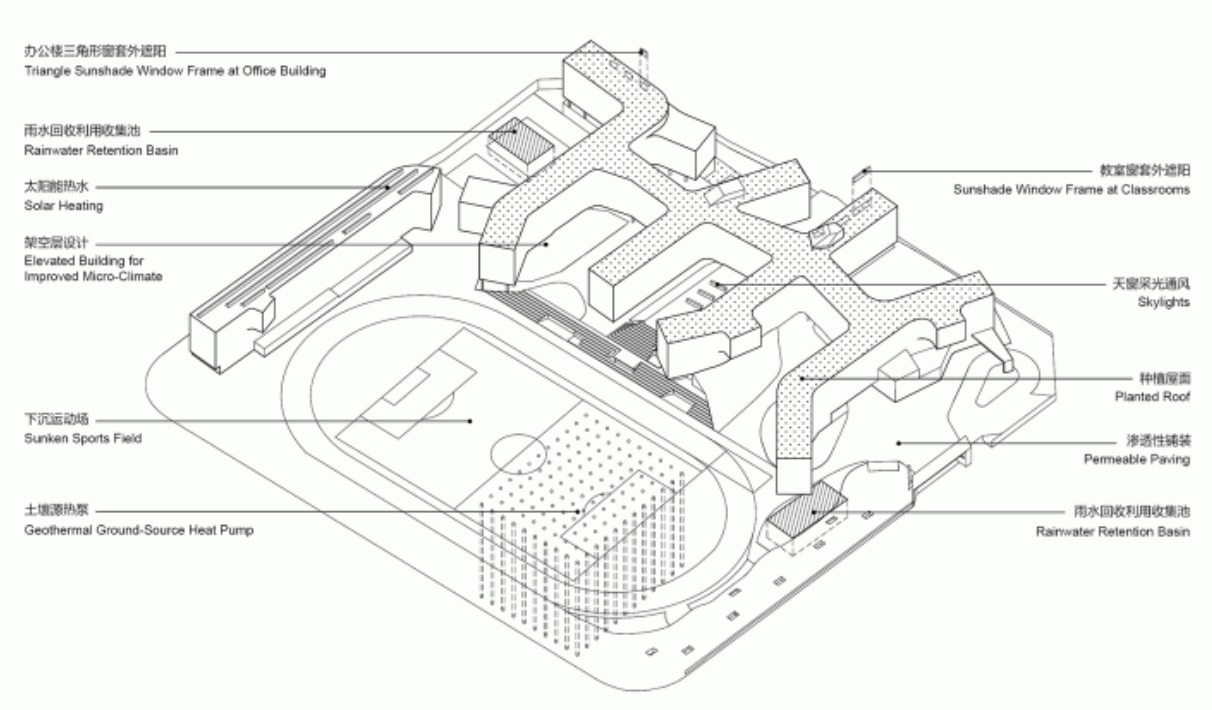 办公楼三角形窗套外遮阳
Triangle Sunshade Window Frame at Office Building
雨水回收利用收集池
Rainwater Retention Basin
太阳能热水
Solar Heating
架空层设计
Elevated Building for
Improved Micro-Climate
下沉运动场
Sunken Sports Field
土壤源热泵
Geothermal Ground-Source Heat Pump
教室窗套外遮阳
Sunshade Window Frame at Classrooms
天窗采光通风
Skylights
种植屋面
Planted Roof
渗透性铺装
Permeable Paving
雨水回收利用收集池
Rainwater Retention Basin